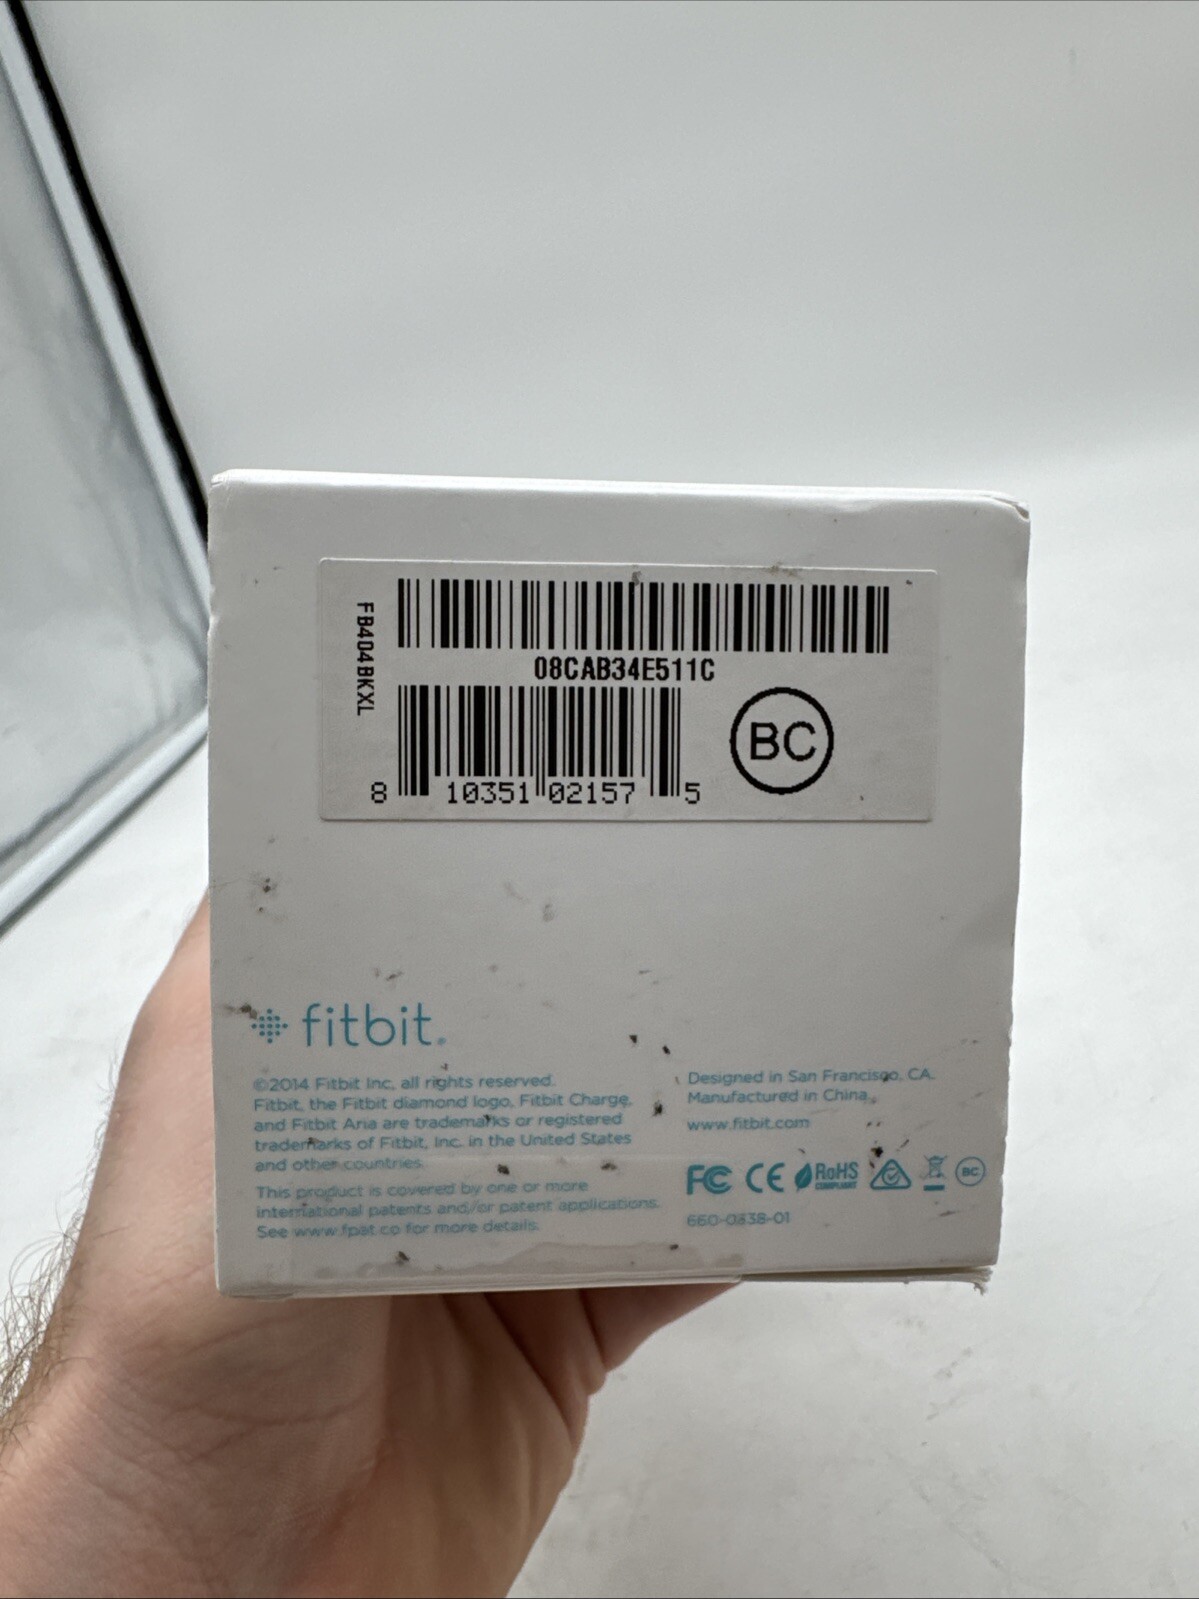 FB404BKXL
08CAB34E511C
8 10351 02157 5
BC
fitbit.
©2014 Fitbit Inc, all rights reserved.
Fitbit, the Fitbit diamond logo, Fitbit Charge,
and Fitbit Aria are trademarks or registered
trademarks of Fitbit, Inc. in the United States
and other countries.
This product is covered by one or more
international patents and/or patent applications.
See www.fpat.co for more details.
Designed in San Francisco, CA.
Manufactured in China.
www.fitbit.com
FC CE RoHS
COMPLIANT
BC
660-0338-01